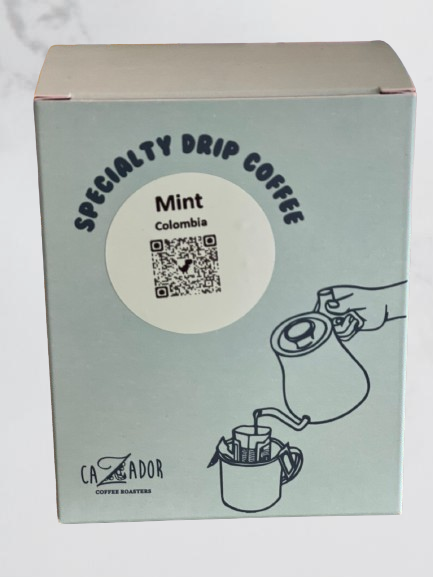 SPECIALTY DRIP COFFEE
Mint
Colombia
CAZADOR
COFFEE ROASTERS